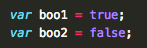 var boo1 = true;
var boo2 = false;